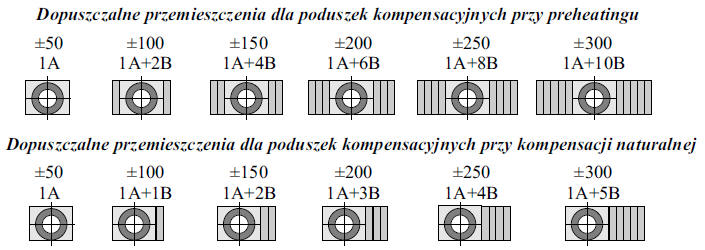 Dopuszczalne przemieszczenia dla poduszek kompensacyjnych przy preheatingu
±50 ±100 ±150 ±200 ±250 ±300
1A 1A+2B 1A+4B 1A+6B 1A+8B 1A+10B
Dopuszczalne przemieszczenia dla poduszek kompensacyjnych przy kompensacji naturalnej
±50 ±100 ±150 ±200 ±250 ±300
1A 1A+1B 1A+2B 1A+3B 1A+4B 1A+5B